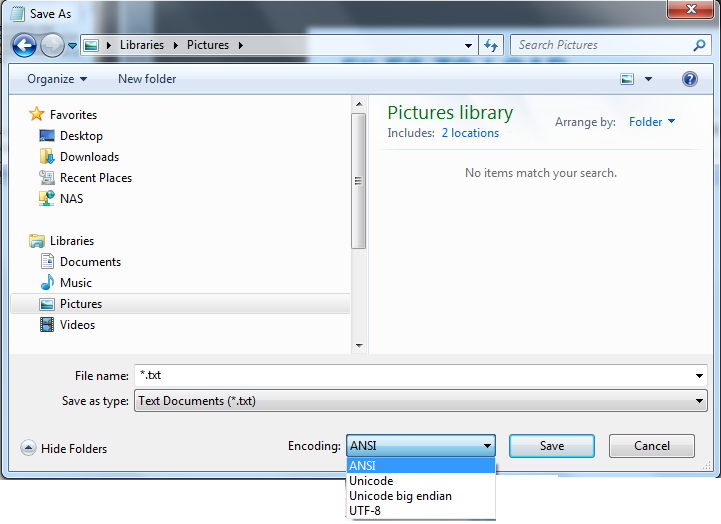 Save As
Libraries Pictures
Search Pictures
Organize New folder
Favorites
Desktop
Downloads
Recent Places
NAS
Libraries
Documents
Music
Pictures
Videos
Pictures library
Includes: 2 locations
Arrange by: Folder
No items match your search.
File name: *.txt
Save as type: Text Documents (*.txt)
Hide Folders
Encoding: ANSI
Save
Cancel
ANSI
Unicode
Unicode big endian
UTF-8